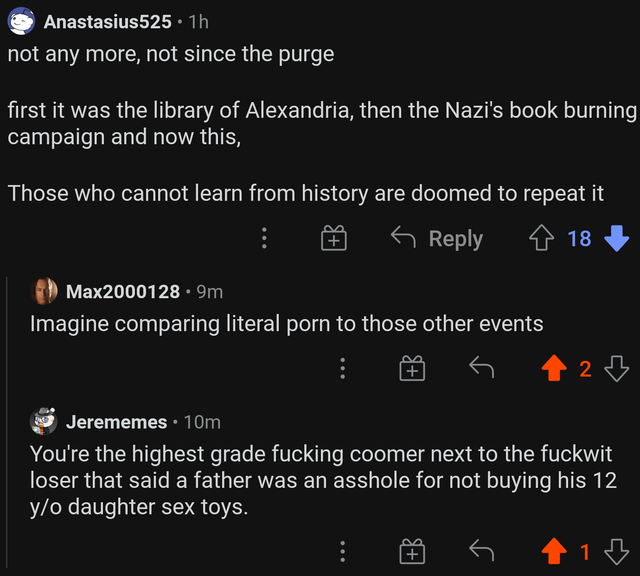 Anastasius525 • 1h
not any more, not since the purge
first it was the library of Alexandria, then the Nazi's book burning
campaign and now this,
Those who cannot learn from history are doomed to repeat it
Reply 18
Max2000128 • 9m
Imagine comparing literal porn to those other events
2
Jerememes • 10m
You're the highest grade fucking coomer next to the fuckwit
loser that said a father was an asshole for not buying his 12
y/o daughter sex toys.
1